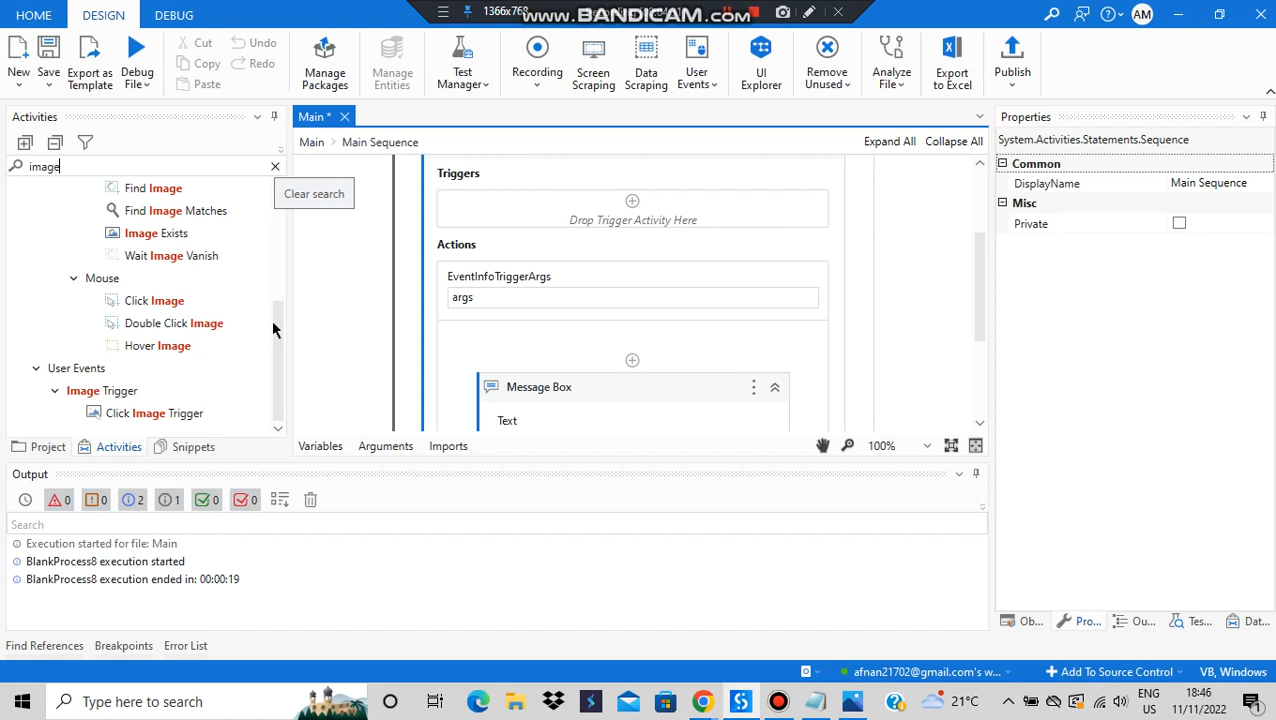 HOME DESIGN DEBUG
1366x768
www.BANDICAM.com
AM
New Save Export as Template Debug File Cut Copy Paste Undo Redo Manage Packages Manage Entities Test Manager Recording Screen Scraping Data Scraping User Events UI Explorer Remove Unused Analyze File Export to Excel Publish
Activities
image
Clear search
Find Image
Find Image Matches
Image Exists
Wait Image Vanish
Mouse
Click Image
Double Click Image
Hover Image
User Events
Image Trigger
Click Image Trigger
Project Activities Snippets
Main *
Main Main Sequence Expand All Collapse All
Triggers
Drop Trigger Activity Here
Actions
EventInfoTriggerArgs
args
Message Box
Text
Variables Arguments Imports 100%
Properties
System.Activities.Statements.Sequence
Common
DisplayName Main Sequence
Misc
Private
Output
0 0 2 1 0 0
Search
Execution started for file: Main
BlankProcess8 execution started
BlankProcess8 execution ended in: 00:00:19
Ob... Pro... Ou... Tes... Dat...
Find References Breakpoints Error List
afnan21702@gmail.com's w... Add To Source Control VB, Windows
Type here to search
21°C
ENG
US
18:46
11/11/2022
1